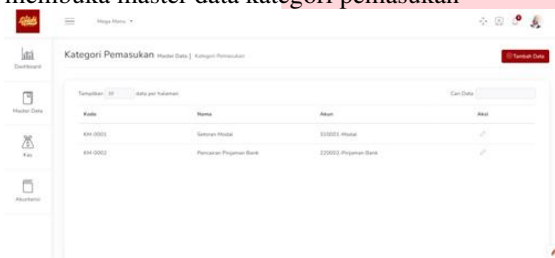 membuka master data kategori pemasukan
Mega Menu
Kategori Pemasukan Master Data | Kategori Pemasukan
Tambah Data
Dashboard
Tampilkan 10 data per halaman
Cari Data
Master Data
Kode Nama Akun Aksi
KM-0001 Setoran Modal 310001-Modal
KM-0002 Pencairan Pinjaman Bank 220002-Pinjaman Bank
Kas
Akuntansi